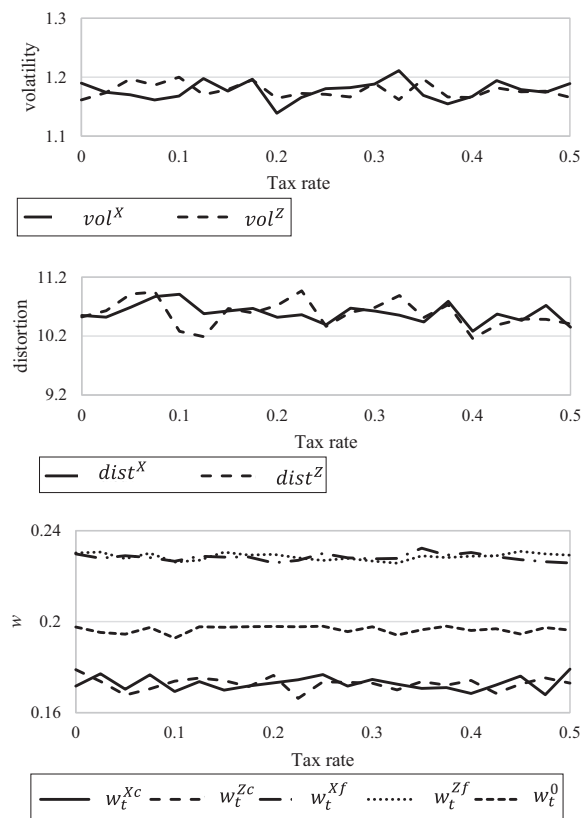 1.3
volatility
1.2
1.1
0 0.1 0.2 0.3 0.4 0.5
Tax rate
vol^X vol^Z
11.2
distortion
10.2
9.2
0 0.1 0.2 0.3 0.4 0.5
Tax rate
dist^X dist^Z
0.24
w
0.2
0.16
0 0.1 0.2 0.3 0.4 0.5
Tax rate
w_t^{Xc} w_t^{Zc} w_t^{Xf} w_t^{Zf} w_t^0